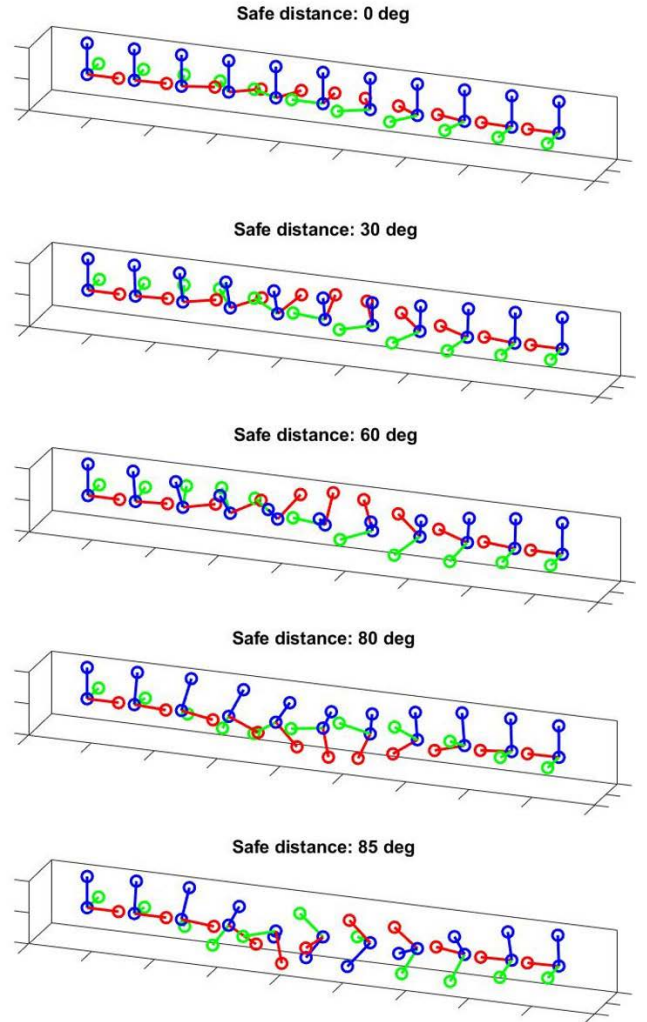 Safe distance: 0 deg
Safe distance: 30 deg
Safe distance: 60 deg
Safe distance: 80 deg
Safe distance: 85 deg